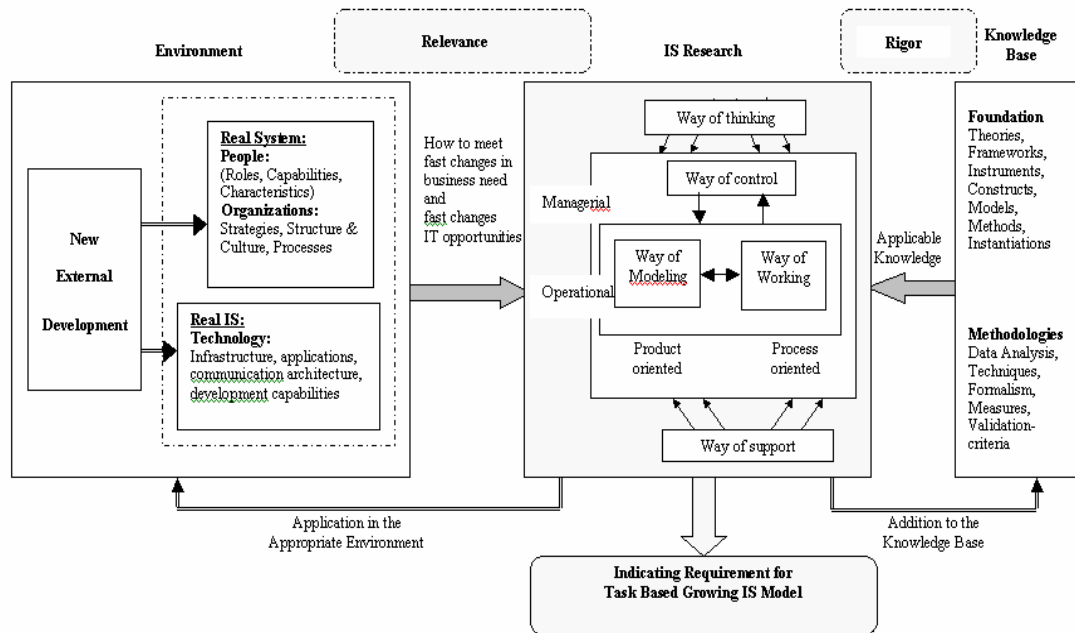 Environment
Relevance
IS Research
Rigor
Knowledge
Base
New
External
Development
Real System:
People:
(Roles, Capabilities,
Characteristics)
Organizations:
Strategies, Structure &
Culture, Processes
Real IS:
Technology:
Infrastructure, applications,
communication architecture,
development capabilities
How to meet
fast changes in
business need
and
fast changes
IT opportunities
Way of thinking
Way of control
Managerial
Way of
Modeling
Way of
Working
Operational
Product
oriented
Process
oriented
Way of support
Applicable
Knowledge
Foundation
Theories,
Frameworks,
Instruments,
Constructs,
Models,
Methods,
Instantiations
Methodologies
Data Analysis,
Techniques,
Formalism,
Measures,
Validation-
criteria
Application in the
Appropriate Environment
Addition to the
Knowledge Base
Indicating Requirement for
Task Based Growing IS Model